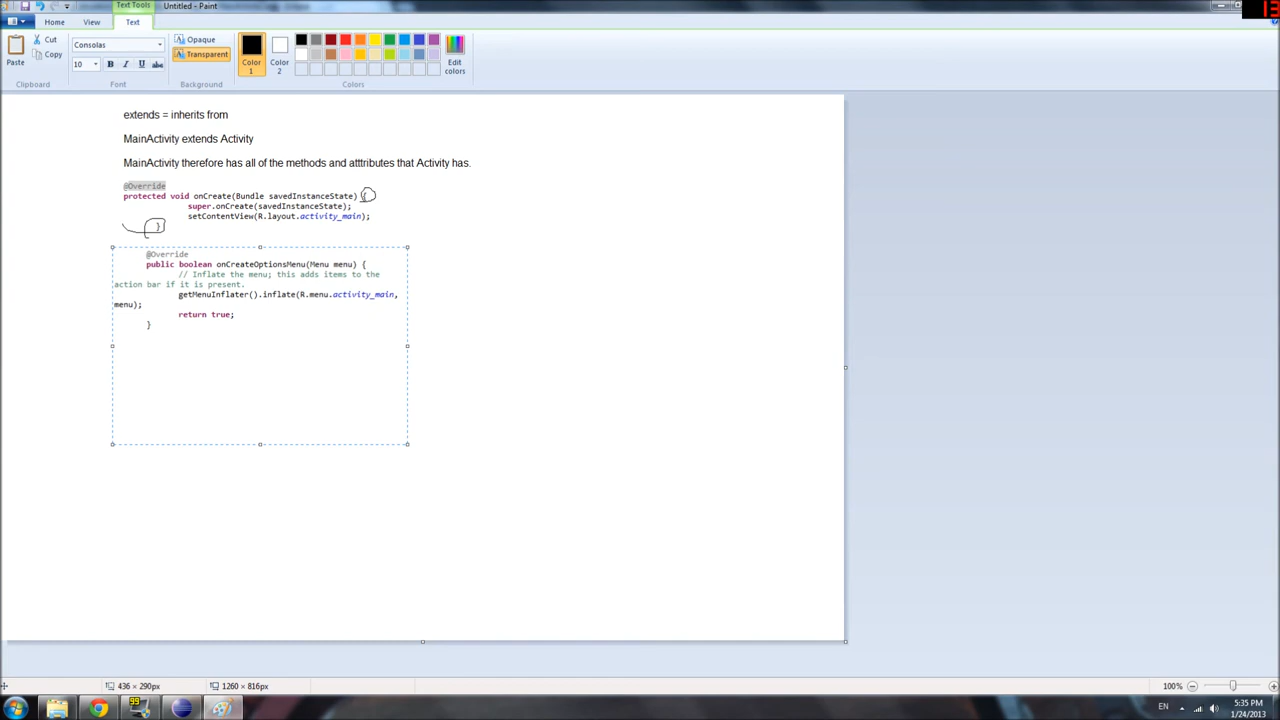 Text Tools
Untitled - Paint
13
Home
View
Text
Paste
Cut
Copy
Consolas
10
B I U abc
Opaque
Transparent
Color 1
Color 2
Edit colors
Clipboard
Font
Background
Colors
extends = inherits from
MainActivity extends Activity
MainActivity therefore has all of the methods and atttributes that Activity has.
@Override
protected void onCreate(Bundle savedInstanceState) {
super.onCreate(savedInstanceState);
setContentView(R.layout.activity_main);
}
@Override
public boolean onCreateOptionsMenu(Menu menu) {
// Inflate the menu; this adds items to the
action bar if it is present.
getMenuInflater().inflate(R.menu.activity_main,
menu);
return true;
}
436 × 290px
1260 × 816px
100%
99
EN
5:35 PM
1/24/2013